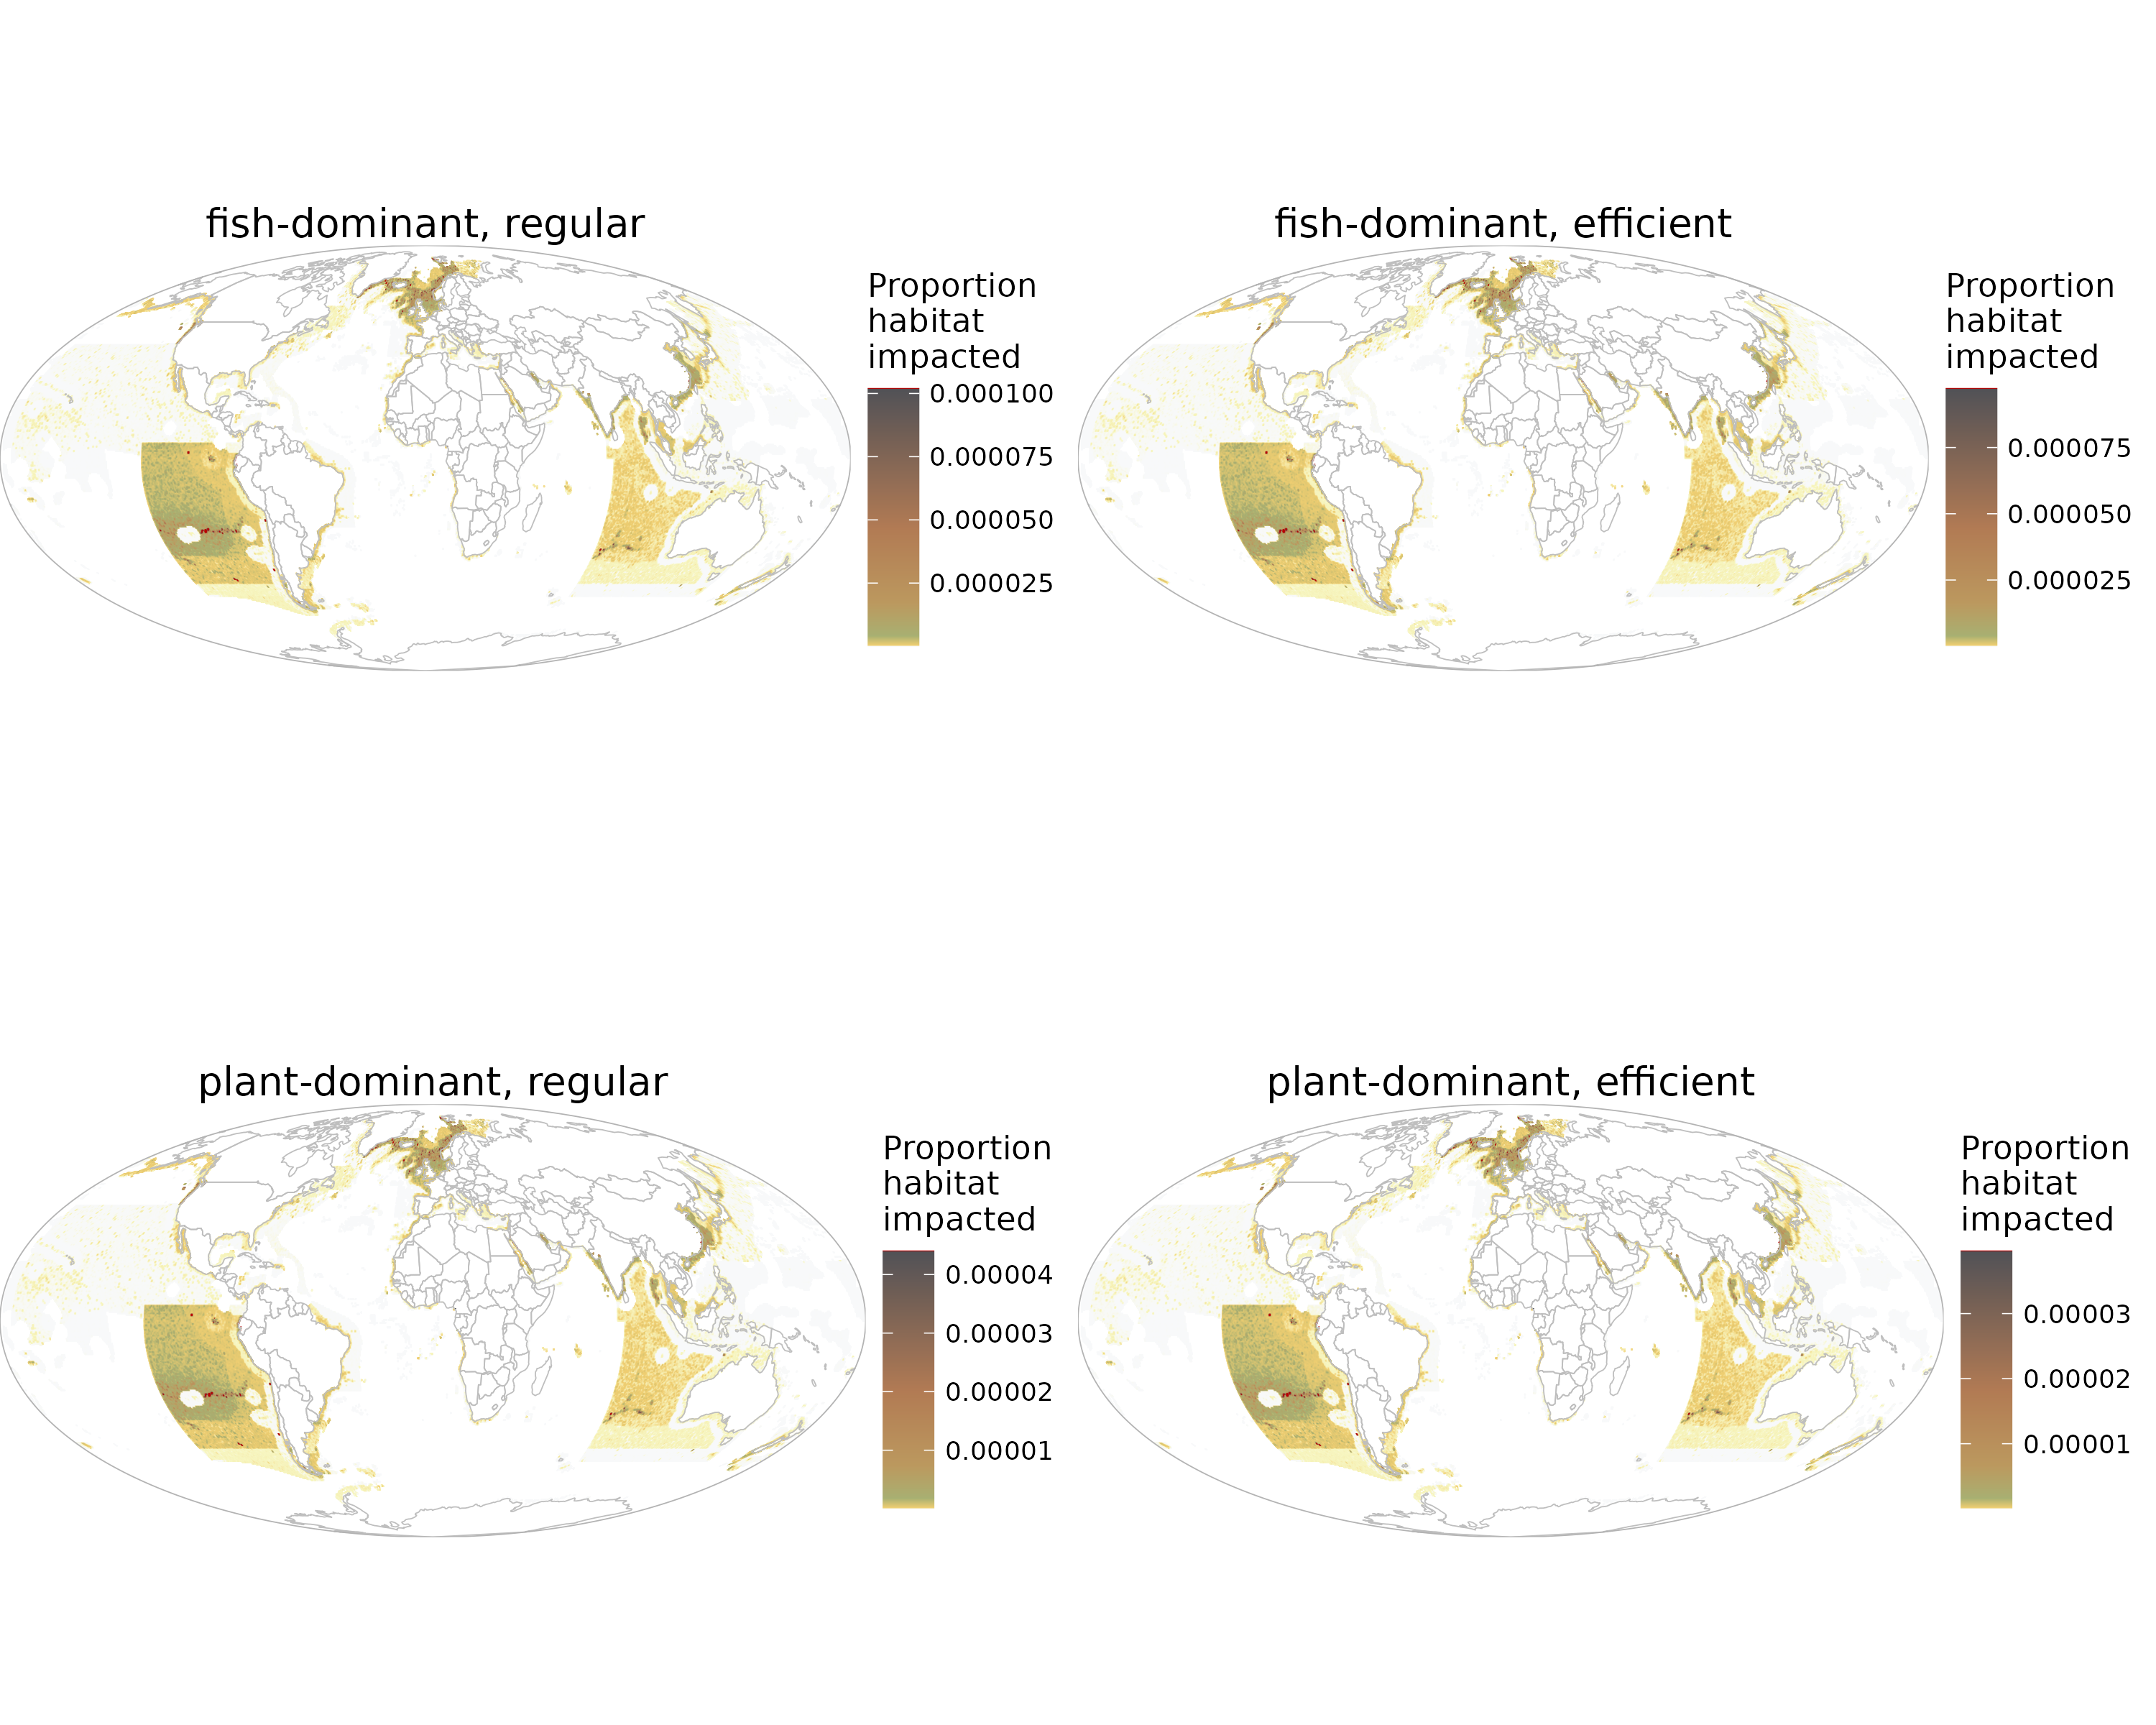 fish-dominant, regular
Proportion
habitat
impacted
0.000100
0.000075
0.000050
0.000025
fish-dominant, efficient
Proportion
habitat
impacted
0.000075
0.000050
0.000025
plant-dominant, regular
Proportion
habitat
impacted
0.00004
0.00003
0.00002
0.00001
plant-dominant, efficient
Proportion
habitat
impacted
0.00003
0.00002
0.00001